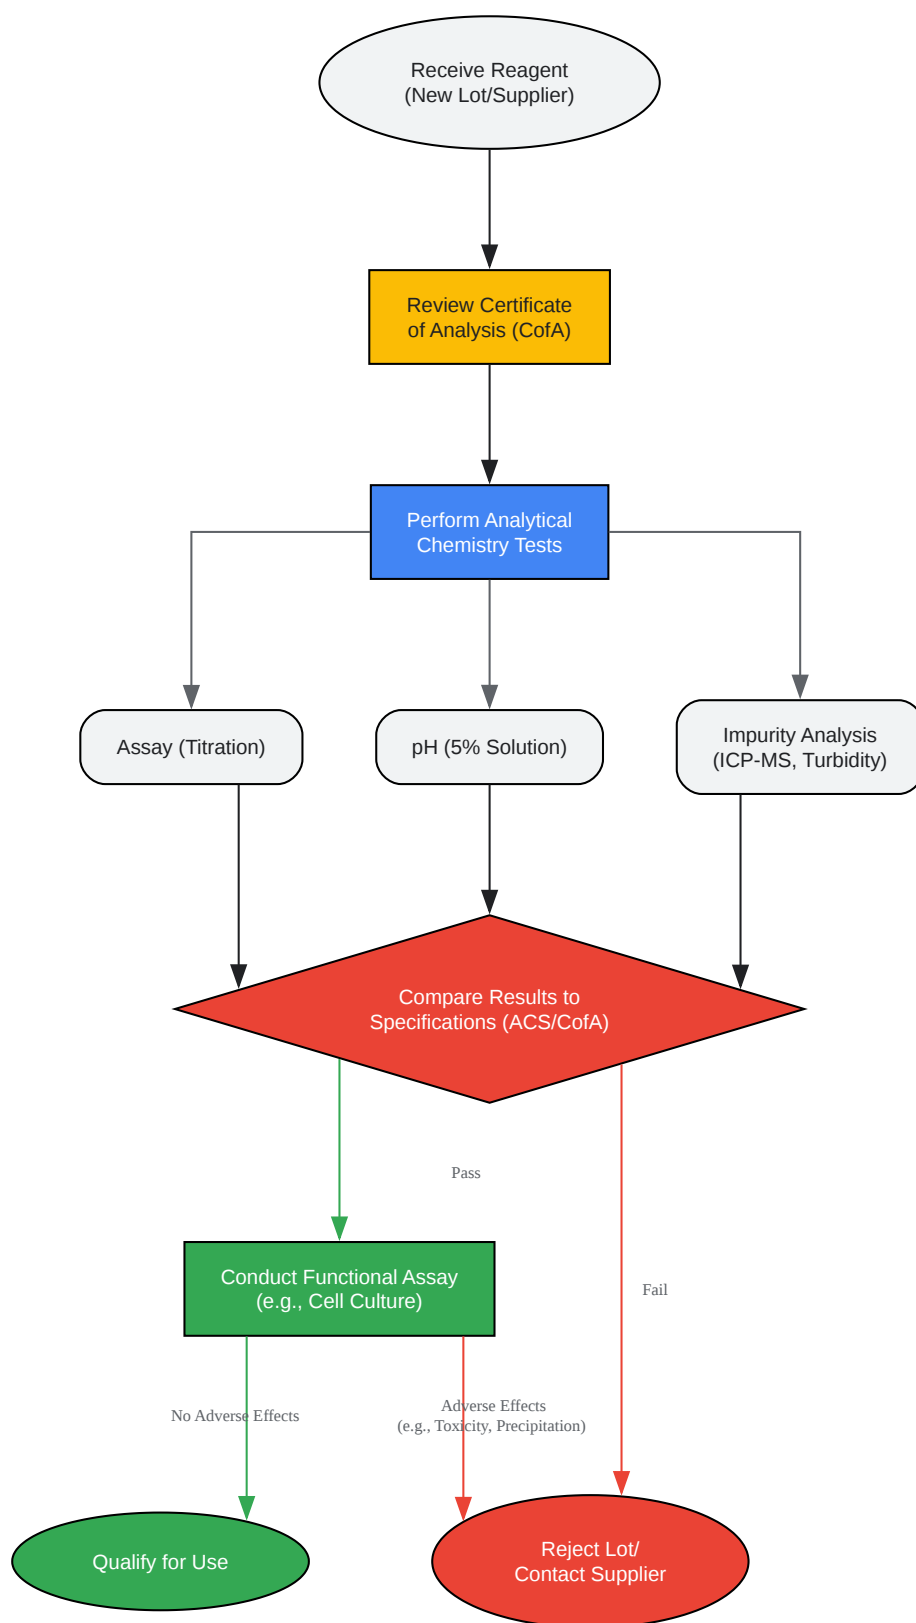 Receive Reagent
(New Lot/Supplier)
Review Certificate
of Analysis (CofA)
Perform Analytical
Chemistry Tests
Assay (Titration)
pH (5% Solution)
Impurity Analysis
(ICP-MS, Turbidity)
Compare Results to
Specifications (ACS/CofA)
Pass
Conduct Functional Assay
(e.g., Cell Culture)
Fail
No Adverse Effects
Adverse Effects
(e.g., Toxicity, Precipitation)
Qualify for Use
Reject Lot/
Contact Supplier